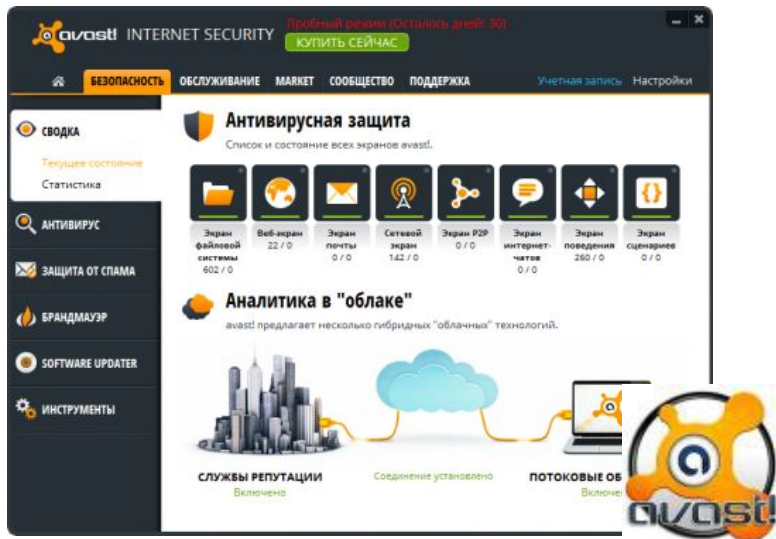 avast! INTERNET SECURITY
Пробный режим (Осталось дней: 30)
КУПИТЬ СЕЙЧАС
БЕЗОПАСНОСТЬ ОБСЛУЖИВАНИЕ MARKET СООБЩЕСТВО ПОДДЕРЖКА Учетная запись Настройки
СВОДКА
Текущее состояние
Статистика
АНТИВИРУС
ЗАЩИТА ОТ СПАМА
БРАНДМАУЭР
SOFTWARE UPDATER
ИНСТРУМЕНТЫ
Антивирусная защита
Список и состояние всех экранов avast!.
Экран файловой системы
602 / 0
Веб-экран
22 / 0
Экран почты
0 / 0
Сетевой экран
142 / 0
Экран P2P
0 / 0
Экран интернет-чатов
0 / 0
Экран поведения
260 / 0
Экран сценариев
0 / 0
Аналитика в "облаке"
avast! предлагает несколько гибридных "облачных" технологий.
СЛУЖБЫ РЕПУТАЦИИ
Включено
Соединение установлено
ПОТОКОВЫЕ ОБ
Включе
avast!